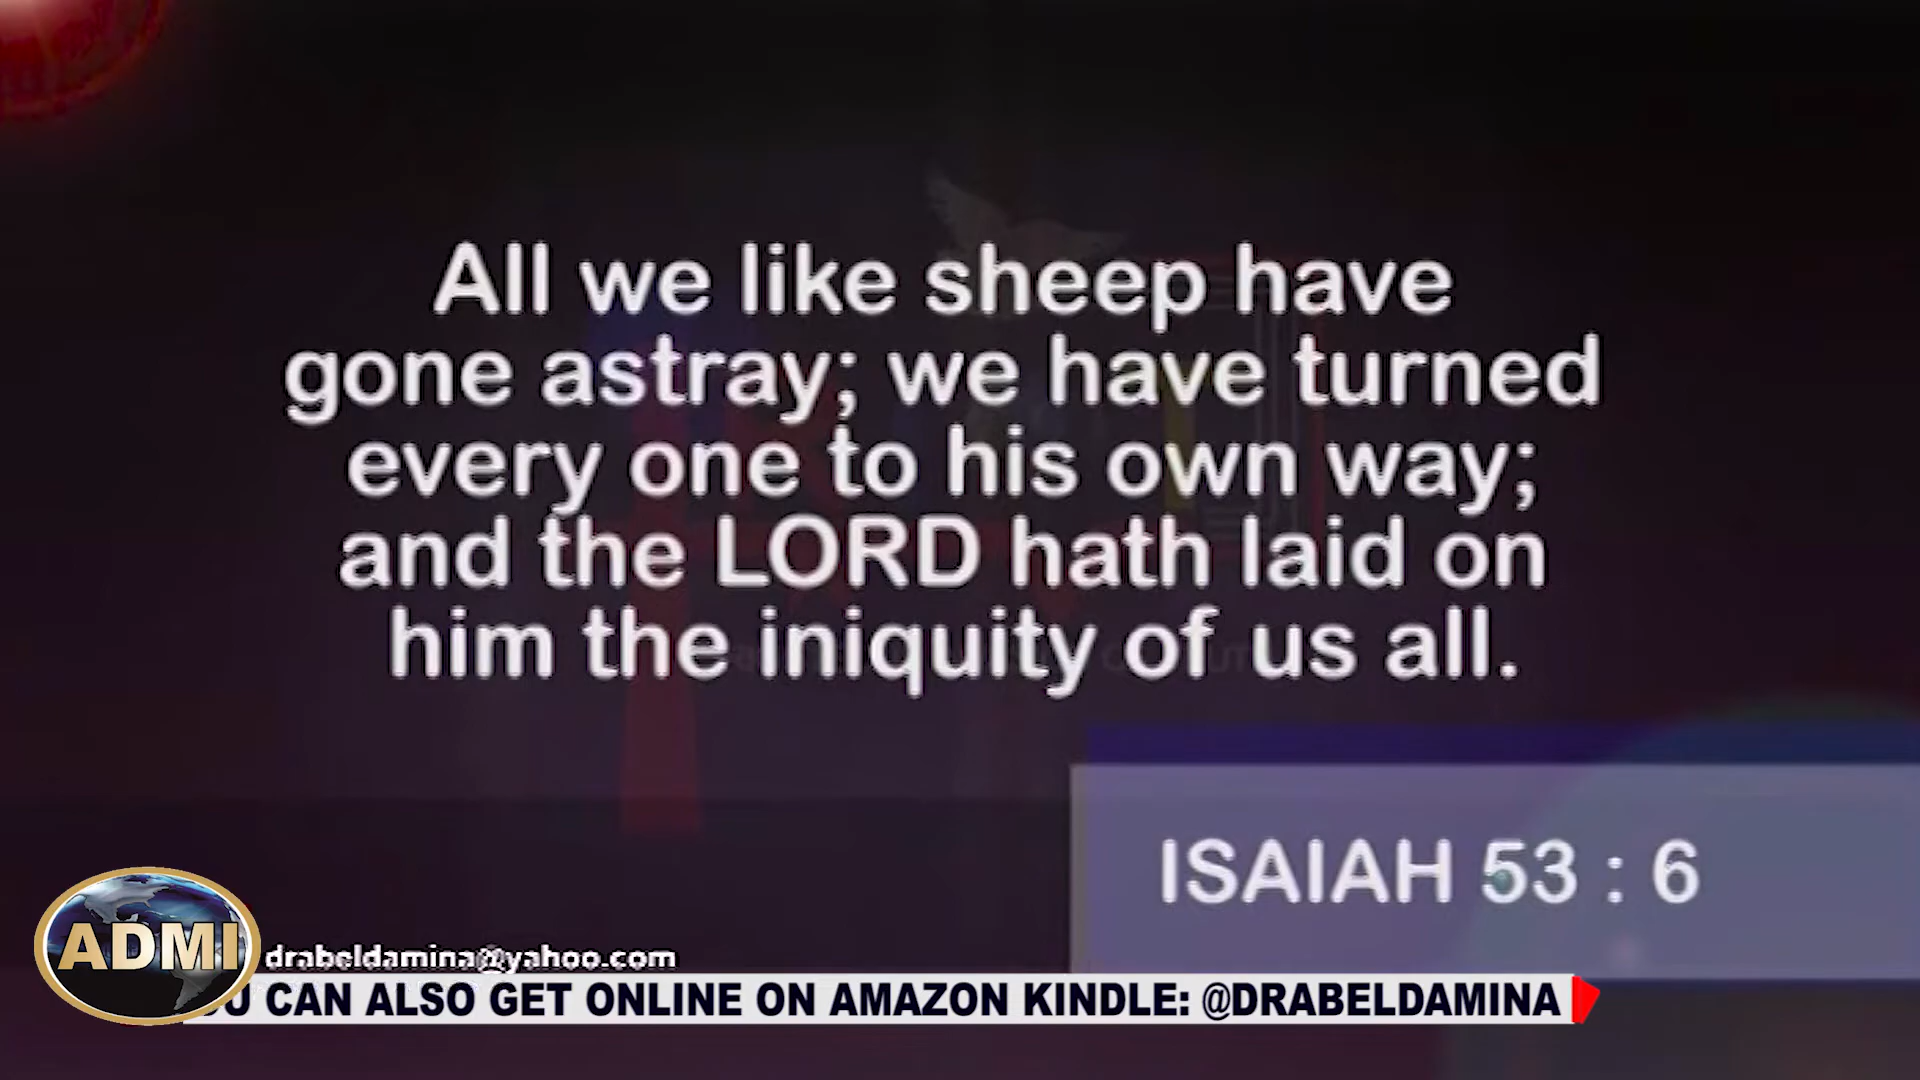 All we like sheep have
gone astray; we have turned
every one to his own way;
and the LORD hath laid on
him the iniquity of us all.
ISAIAH 53 : 6
ADMI
drabeldamina@yahoo.com
CAN ALSO GET ONLINE ON AMAZON KINDLE: @DRABELDAMINA